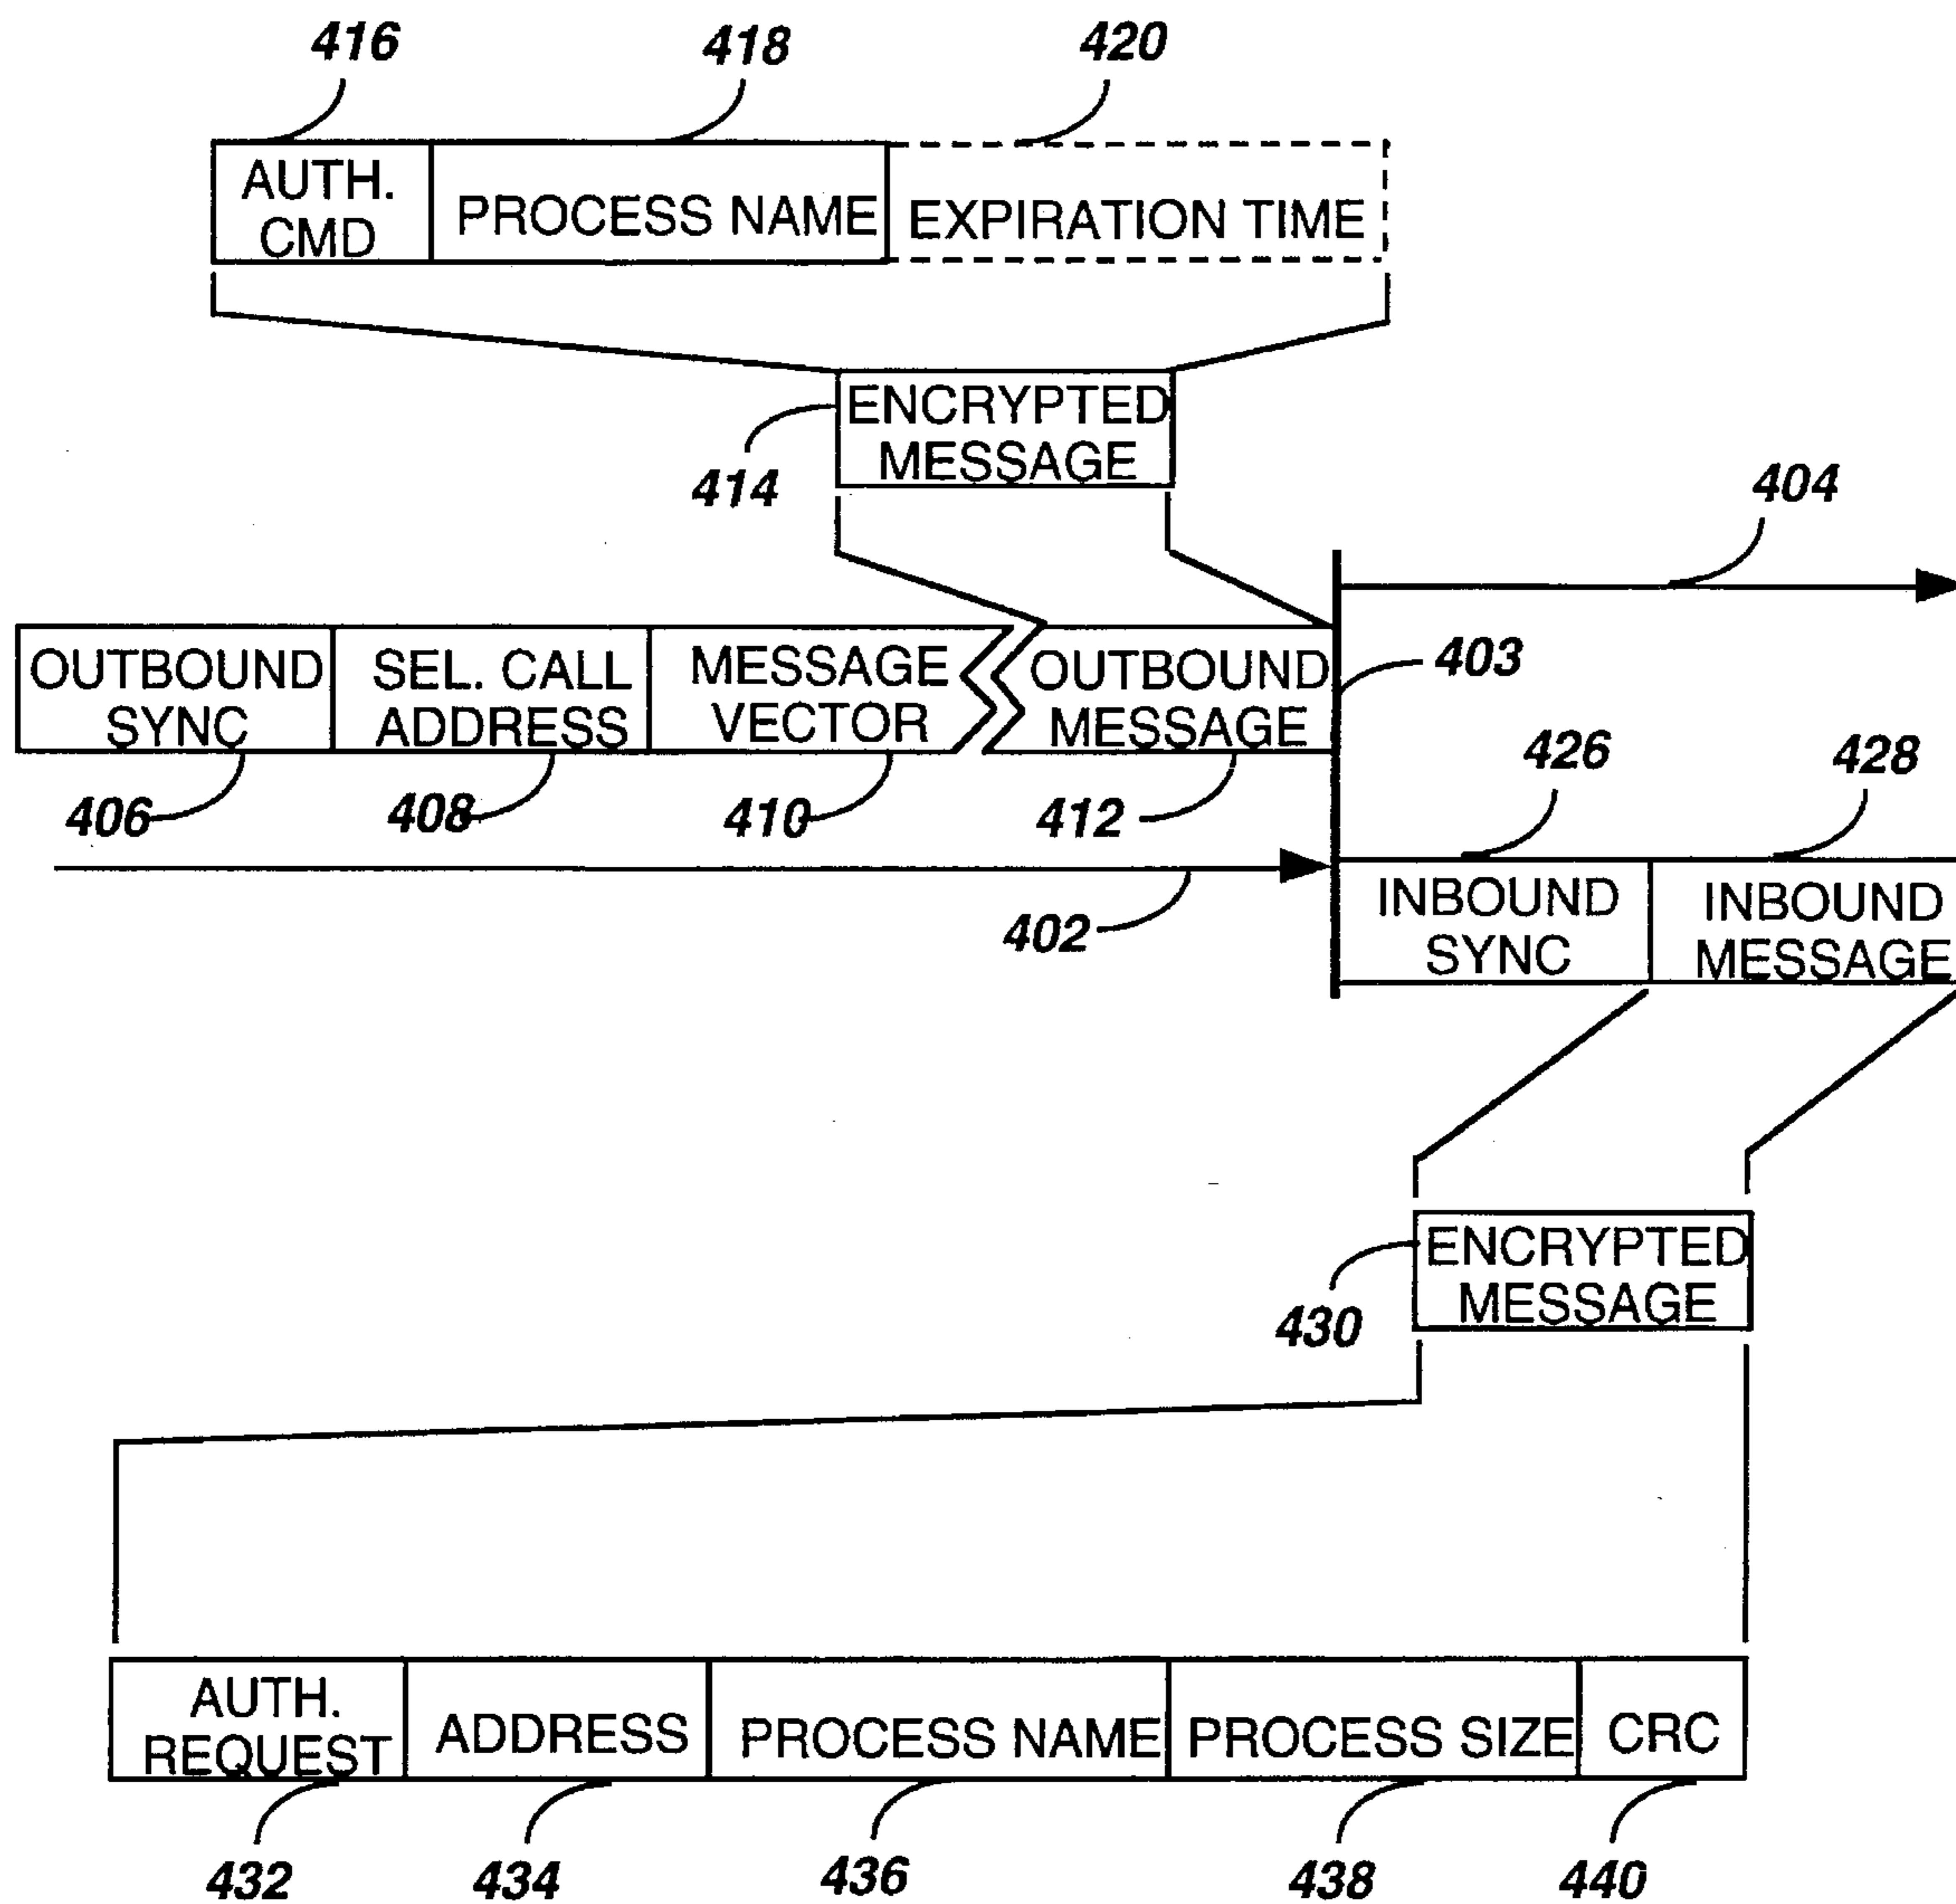 416 418 420
AUTH. CMD PROCESS NAME EXPIRATION TIME
ENCRYPTED
MESSAGE
414
404
OUTBOUND SYNC SEL. CALL ADDRESS MESSAGE VECTOR OUTBOUND MESSAGE
403
406 408 410 412
426 428
402
INBOUND SYNC INBOUND MESSAGE
ENCRYPTED
MESSAGE
430
AUTH. REQUEST ADDRESS PROCESS NAME PROCESS SIZE CRC
432 434 436 438 440